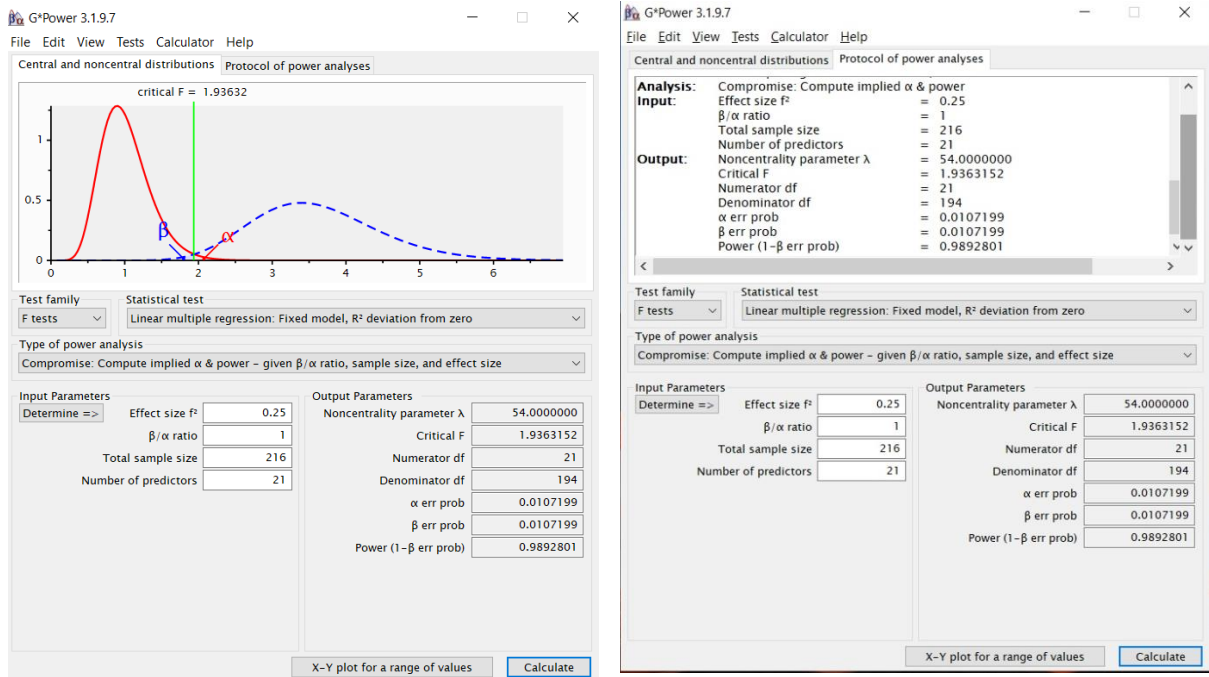 G*Power 3.1.9.7
File Edit View Tests Calculator Help
Central and noncentral distributions Protocol of power analyses
critical F = 1.93632
1
0.5
0
β
α
0 1 2 3 4 5 6
Test family Statistical test
F tests Linear multiple regression: Fixed model, R² deviation from zero
Type of power analysis
Compromise: Compute implied α & power – given β/α ratio, sample size, and effect size
Input Parameters Output Parameters
Determine => Effect size f² 0.25 Noncentrality parameter λ 54.0000000
β/α ratio 1 Critical F 1.9363152
Total sample size 216 Numerator df 21
Number of predictors 21 Denominator df 194
α err prob 0.0107199
β err prob 0.0107199
Power (1–β err prob) 0.9892801
X–Y plot for a range of values Calculate
G*Power 3.1.9.7
File Edit View Tests Calculator Help
Central and noncentral distributions Protocol of power analyses
Analysis: Compromise: Compute implied α & power
Input: Effect size f² = 0.25
β/α ratio = 1
Total sample size = 216
Number of predictors = 21
Output: Noncentrality parameter λ = 54.0000000
Critical F = 1.9363152
Numerator df = 21
Denominator df = 194
α err prob = 0.0107199
β err prob = 0.0107199
Power (1–β err prob) = 0.9892801
Test family Statistical test
F tests Linear multiple regression: Fixed model, R² deviation from zero
Type of power analysis
Compromise: Compute implied α & power – given β/α ratio, sample size, and effect size
Input Parameters Output Parameters
Determine => Effect size f² 0.25 Noncentrality parameter λ 54.0000000
β/α ratio 1 Critical F 1.9363152
Total sample size 216 Numerator df 21
Number of predictors 21 Denominator df 194
α err prob 0.0107199
β err prob 0.0107199
Power (1–β err prob) 0.9892801
X–Y plot for a range of values Calculate